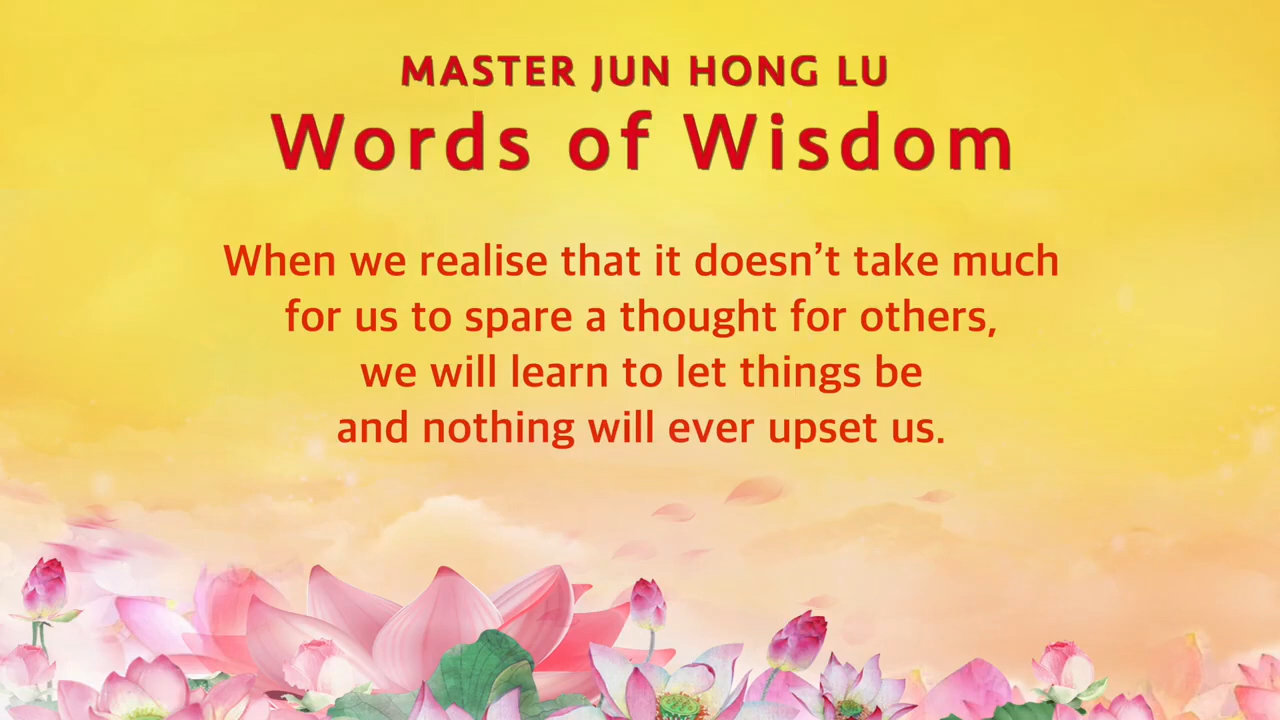 MASTER JUN HONG LU
Words of Wisdom
When we realise that it doesn’t take much
for us to spare a thought for others,
we will learn to let things be
and nothing will ever upset us.